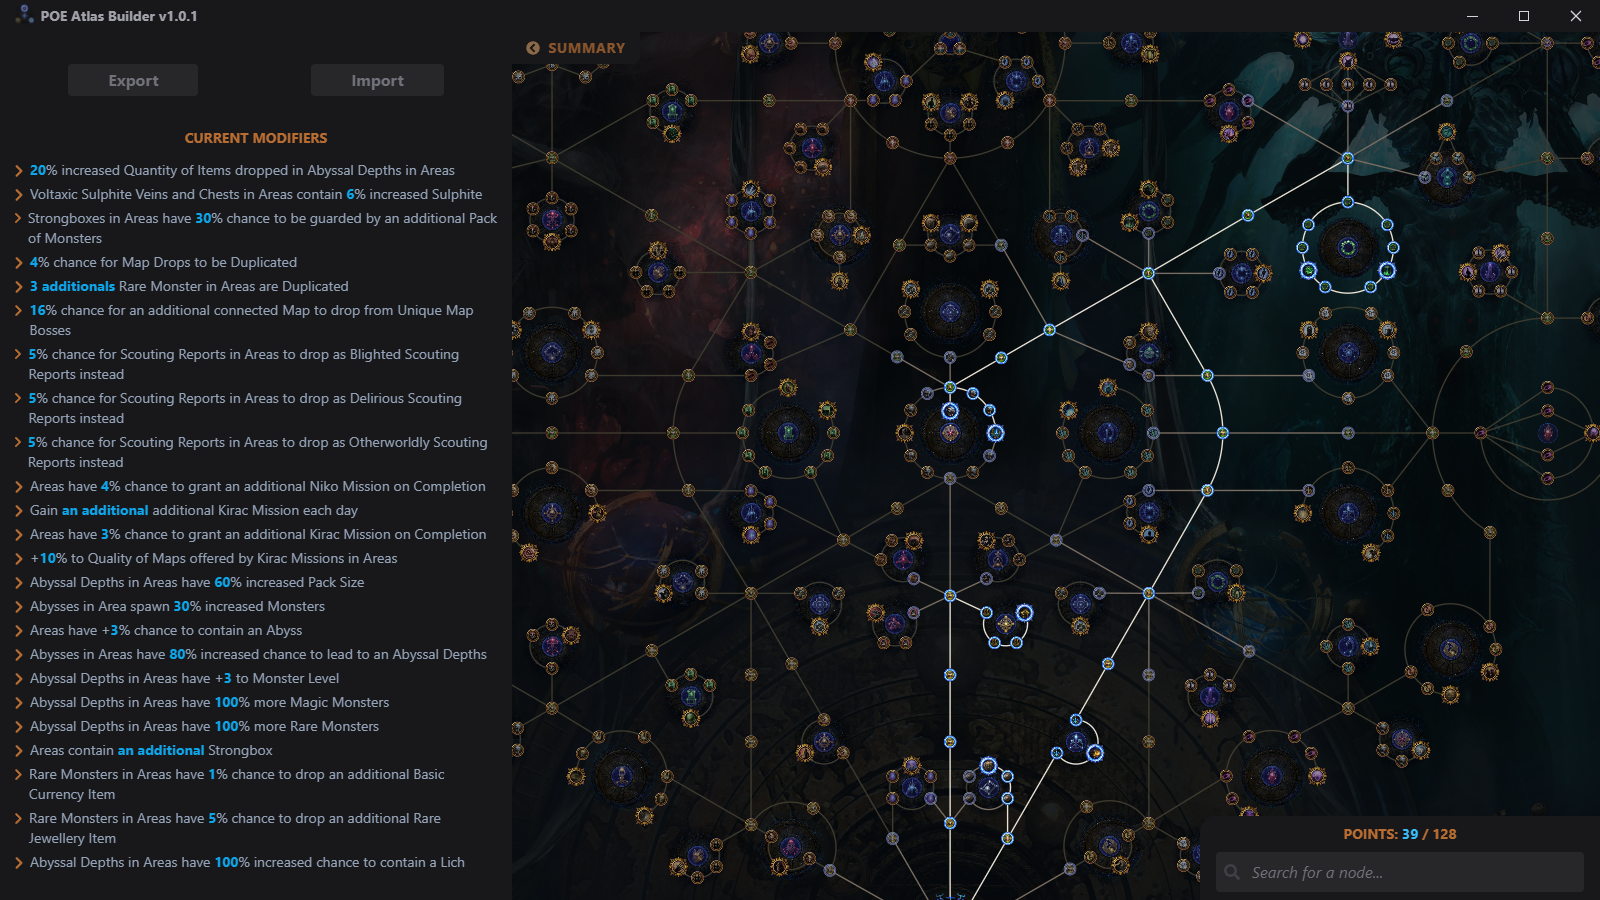 POE Atlas Builder v1.0.1
SUMMARY
Export
Import
CURRENT MODIFIERS
20% increased Quantity of Items dropped in Abyssal Depths in Areas
Voltaxic Sulphite Veins and Chests in Areas contain 6% increased Sulphite
Strongboxes in Areas have 30% chance to be guarded by an additional Pack
of Monsters
4% chance for Map Drops to be Duplicated
3 additionals Rare Monster in Areas are Duplicated
16% chance for an additional connected Map to drop from Unique Map
Bosses
5% chance for Scouting Reports in Areas to drop as Blighted Scouting
Reports instead
5% chance for Scouting Reports in Areas to drop as Delirious Scouting
Reports instead
5% chance for Scouting Reports in Areas to drop as Otherworldly Scouting
Reports instead
Areas have 4% chance to grant an additional Niko Mission on Completion
Gain an additional additional Kirac Mission each day
Areas have 3% chance to grant an additional Kirac Mission on Completion
+10% to Quality of Maps offered by Kirac Missions in Areas
Abyssal Depths in Areas have 60% increased Pack Size
Abysses in Area spawn 30% increased Monsters
Areas have +3% chance to contain an Abyss
Abysses in Areas have 80% increased chance to lead to an Abyssal Depths
Abyssal Depths in Areas have +3 to Monster Level
Abyssal Depths in Areas have 100% more Magic Monsters
Abyssal Depths in Areas have 100% more Rare Monsters
Areas contain an additional Strongbox
Rare Monsters in Areas have 1% chance to drop an additional Basic
Currency Item
Rare Monsters in Areas have 5% chance to drop an additional Rare
Jewellery Item
Abyssal Depths in Areas have 100% increased chance to contain a Lich
POINTS: 39 / 128
Search for a node...